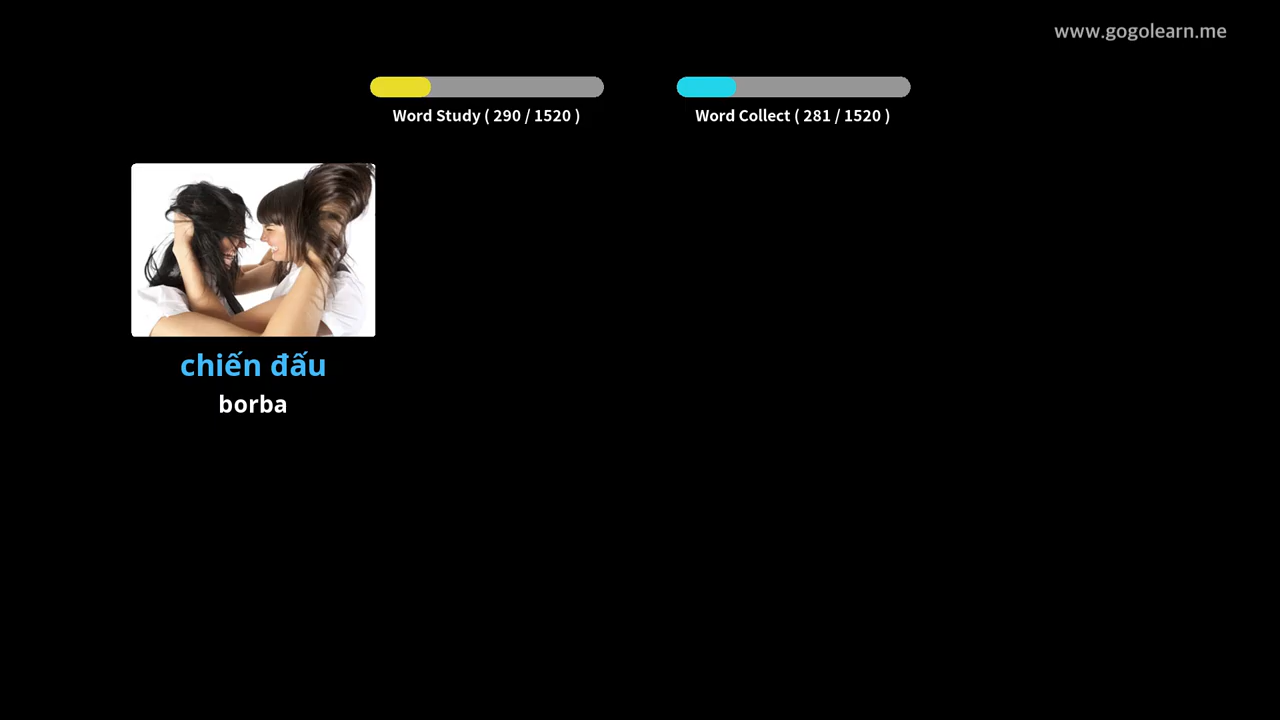 www.gogolearn.me
Word Study ( 290 / 1520 )
Word Collect ( 281 / 1520 )
chiến đấu
borba